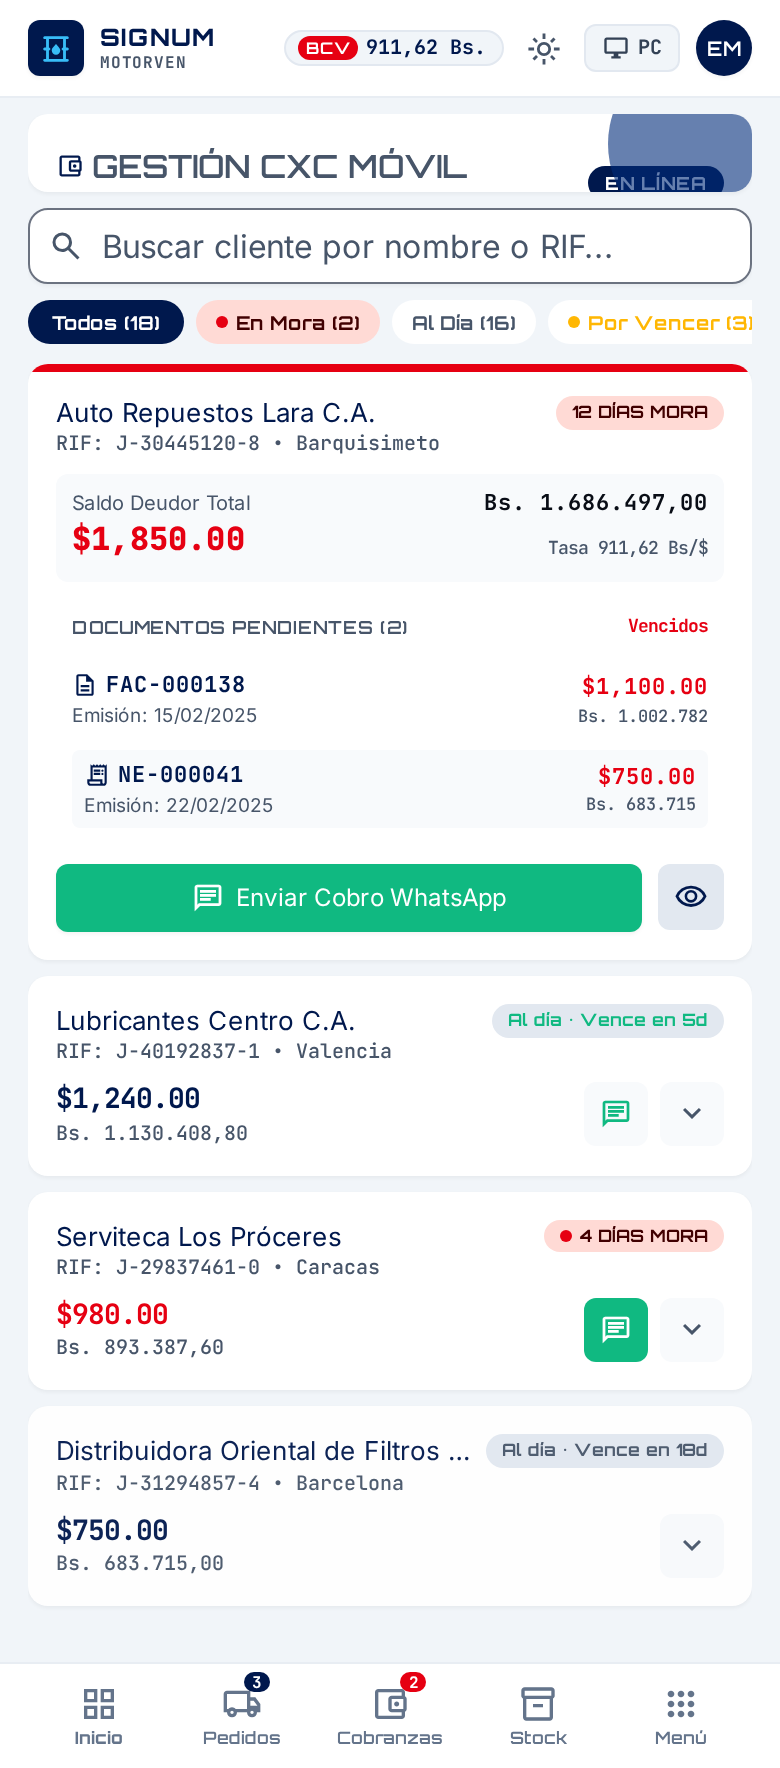 SIGNUM
MOTORVEN
BCV 911,62 Bs.
PC
EM
GESTIÓN CXC MÓVIL
EN LÍNEA
Buscar cliente por nombre o RIF...
Todos (18)
En Mora (2)
Al Día (16)
Por Vencer (3)
Auto Repuestos Lara C.A.
12 DÍAS MORA
RIF: J-30445120-8 • Barquisimeto
Saldo Deudor Total
Bs. 1.686.497,00
$1,850.00
Tasa 911,62 Bs/$
DOCUMENTOS PENDIENTES (2)
Vencidos
FAC-000138
$1,100.00
Emisión: 15/02/2025
Bs. 1.002.782
NE-000041
$750.00
Emisión: 22/02/2025
Bs. 683.715
Enviar Cobro WhatsApp
Lubricantes Centro C.A.
Al día · Vence en 5d
RIF: J-40192837-1 • Valencia
$1,240.00
Bs. 1.130.408,80
Serviteca Los Próceres
4 DÍAS MORA
RIF: J-29837461-0 • Caracas
$980.00
Bs. 893.387,60
Distribuidora Oriental de Filtros ...
Al día · Vence en 18d
RIF: J-31294857-4 • Barcelona
$750.00
Bs. 683.715,00
3
2
Inicio
Pedidos
Cobranzas
Stock
Menú